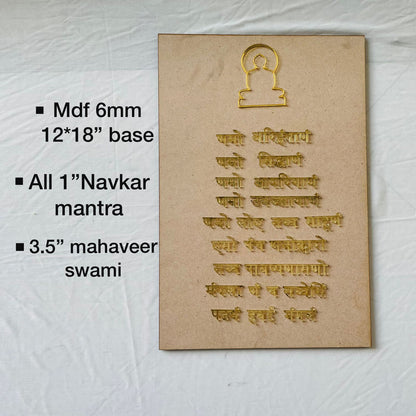 ▪ Mdf 6mm
12*18” base
▪ All 1”Navkar
mantra
▪ 3.5” mahaveer
swami
णमो अरिहंताणं
णमो सिद्धाणं
णमो आयरियाणं
णमो उवज्झायाणं
णमो लोए सव्व साहूणं
एसो पंच णमोक्कारो
सव्व पावप्पणासणो
मंगला णं च सव्वेसिं
पढमं हवई मंगलं